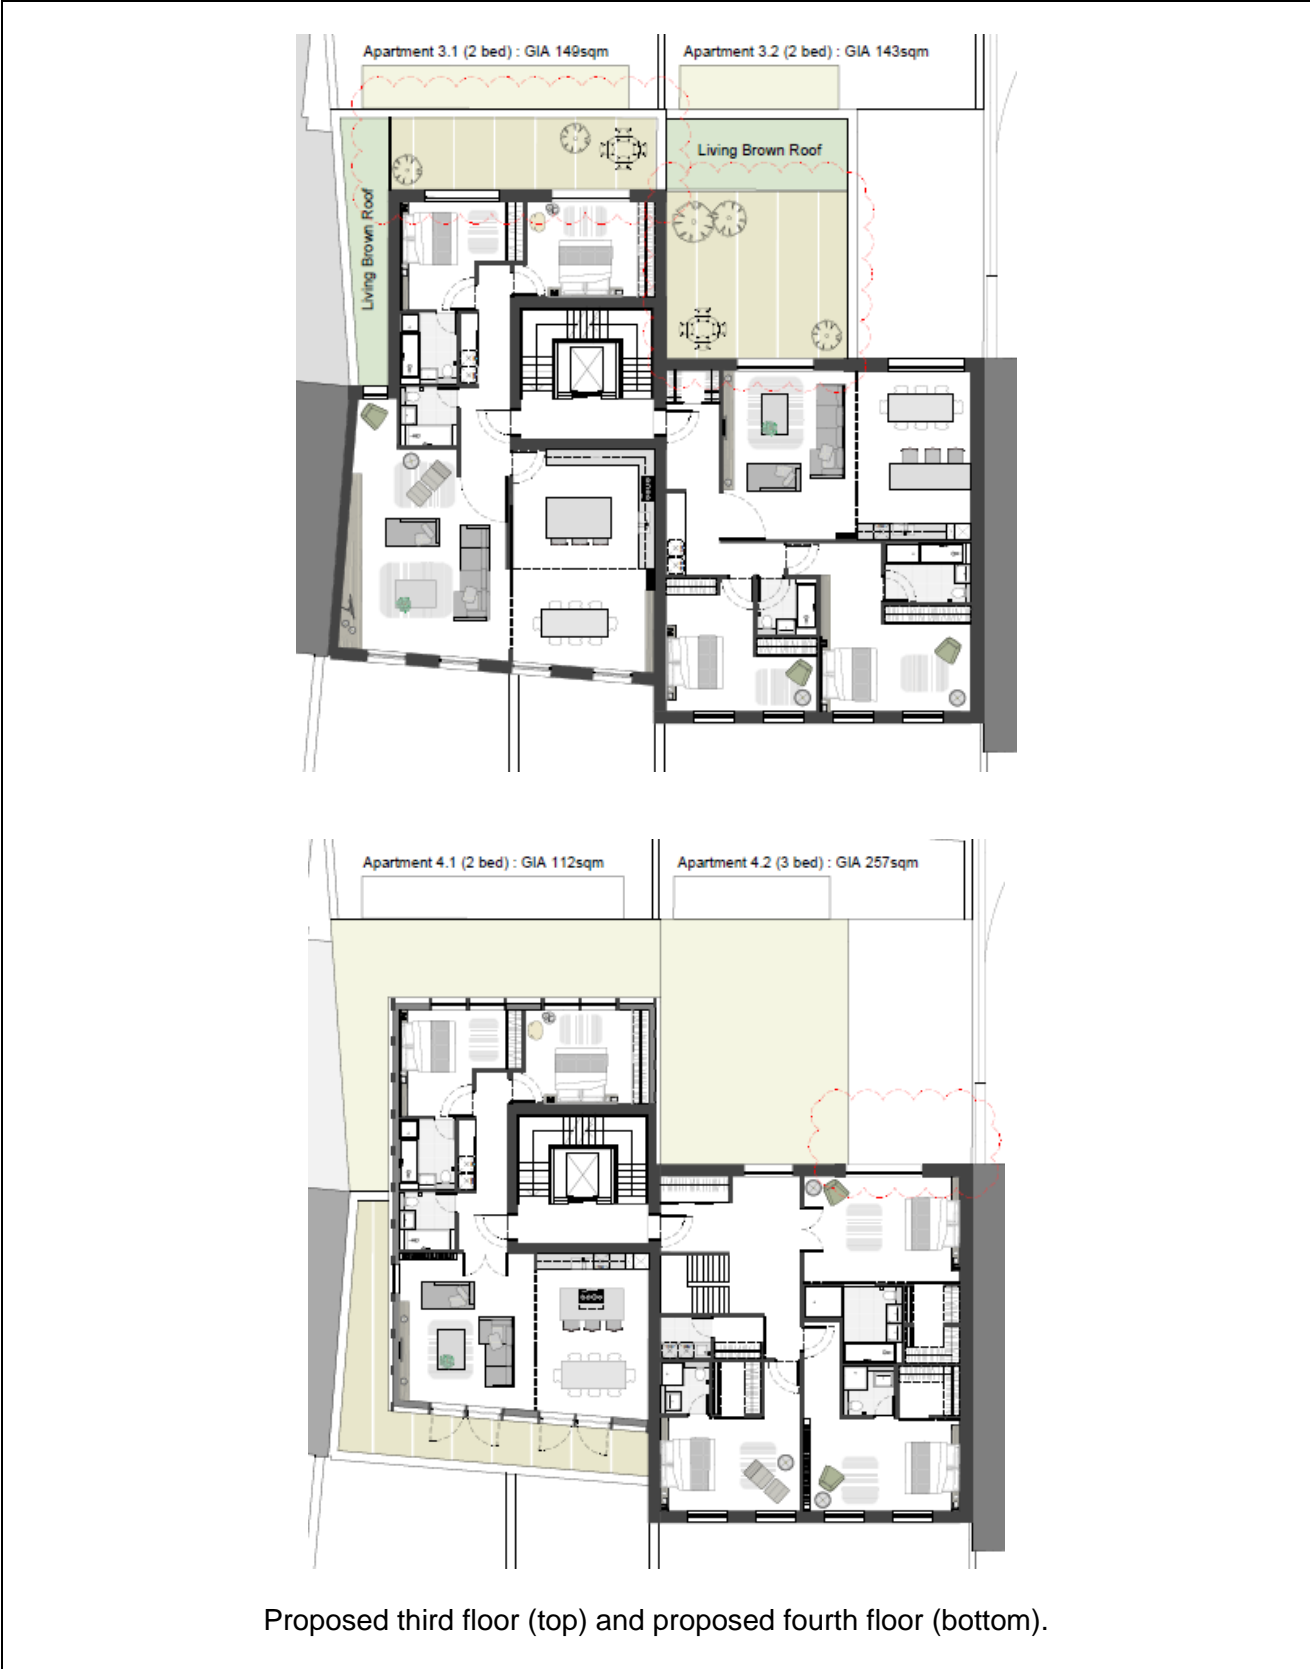 Apartment 3.1 (2 bed) : GIA 149sqm
Apartment 3.2 (2 bed) : GIA 143sqm
Living Brown Roof
Living Brown Roof
Apartment 4.1 (2 bed) : GIA 112sqm
Apartment 4.2 (3 bed) : GIA 257sqm
Proposed third floor (top) and proposed fourth floor (bottom).